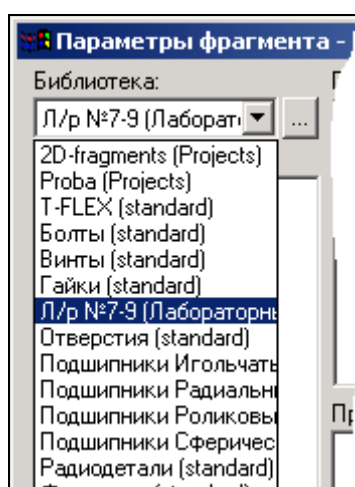 Параметры фрагмента -
Библиотека:
Л/р №7-9 (Лаборат
...
2D-fragments (Projects)
Proba (Projects)
T-FLEX (standard)
Болты (standard)
Винты (standard)
Гайки (standard)
Л/р №7-9 (Лабораторны
Отверстия (standard)
Подшипники Игольчаты
Подшипники Радиальн
Подшипники Роликовы
Подшипники Сферичес
Радиодетали (standard)